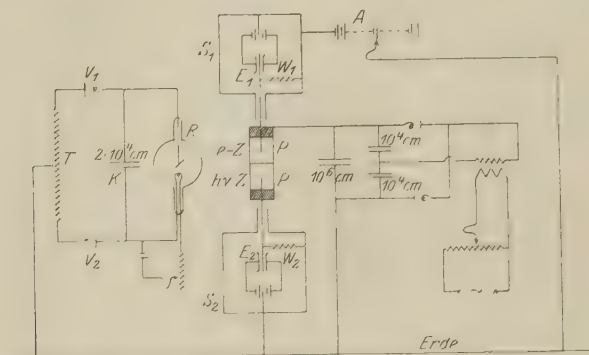 A
S₁
E₁
W₁
V₁
R
T
2·10⁴cm
K
e-Z
P
10⁴cm
10⁶cm
10⁴cm
hν Z
P
V₂
E₂
W₂
S₂
Erde